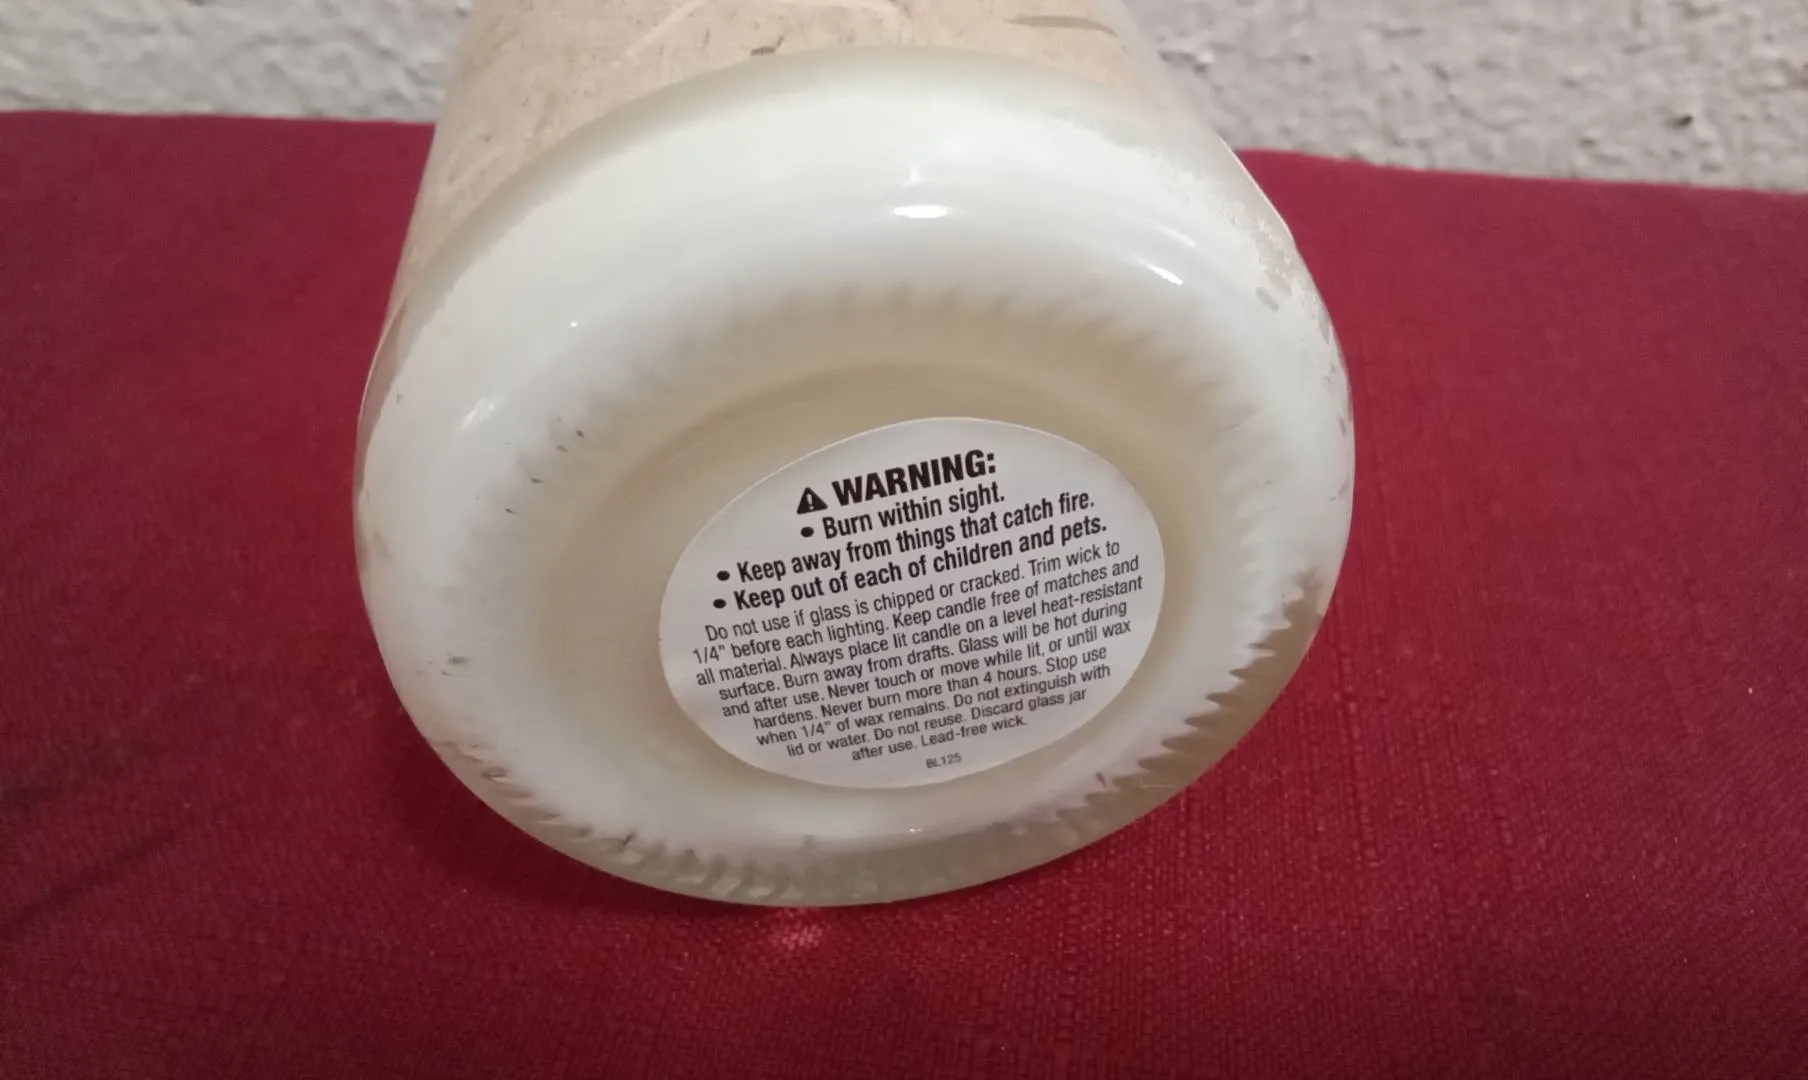 ⚠ WARNING:
• Burn within sight.
• Keep away from things that catch fire.
• Keep out of each of children and pets.
Do not use if glass is chipped or cracked. Trim wick to
1/4" before each lighting. Keep candle free of matches and
all material. Always place lit candle on a level heat-resistant
surface. Burn away from drafts. Glass will be hot during
and after use. Never touch or move while lit, or until wax
hardens. Never burn more than 4 hours. Stop use
when 1/4" of wax remains. Do not extinguish with
lid or water. Do not reuse. Discard glass jar
after use. Lead-free wick.
BL125